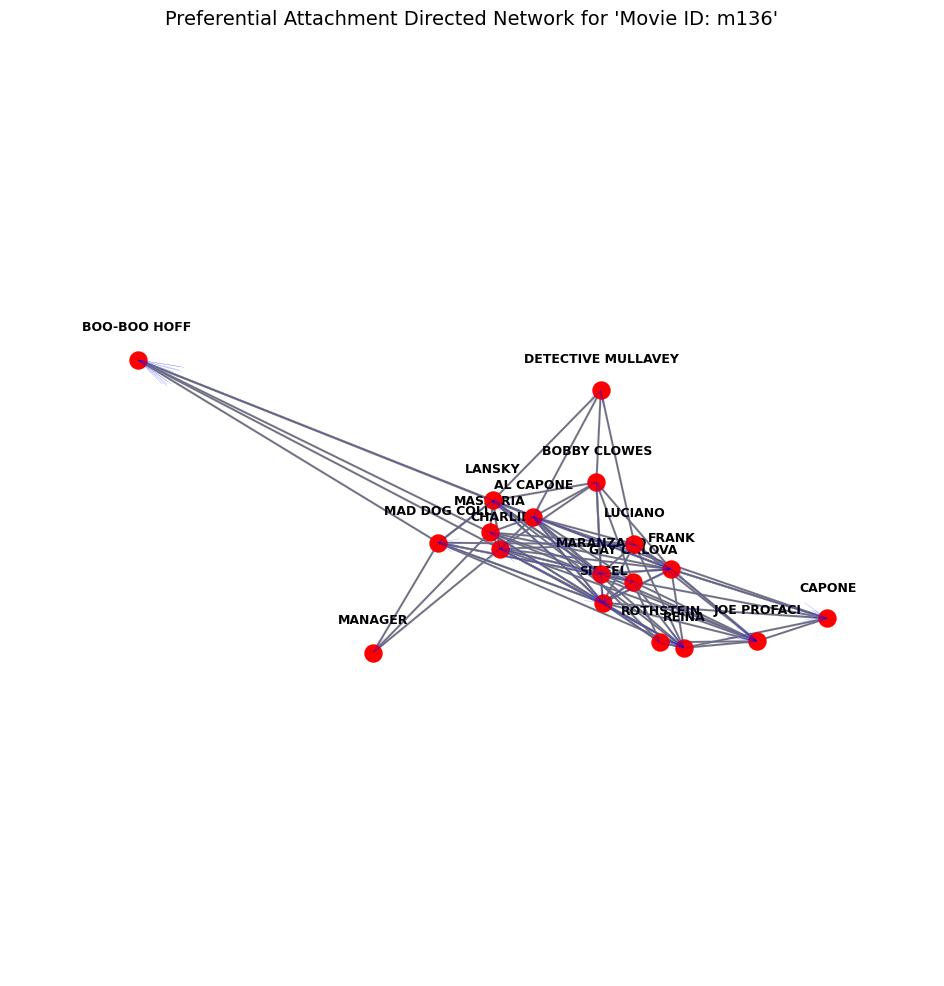 Preferential Attachment Directed Network for 'Movie ID: m136'
BOO-BOO HOFF
DETECTIVE MULLAVEY
BOBBY CLOWES
LANSKY
AL CAPONE
MASSERIA
MAD DOG COLL
LUCIANO
CHARLIE
FRANK
MARANZANO
GAY ORLOVA
SIEGEL
CAPONE
ROTHSTEIN
JOE PROFACI
REINA
MANAGER